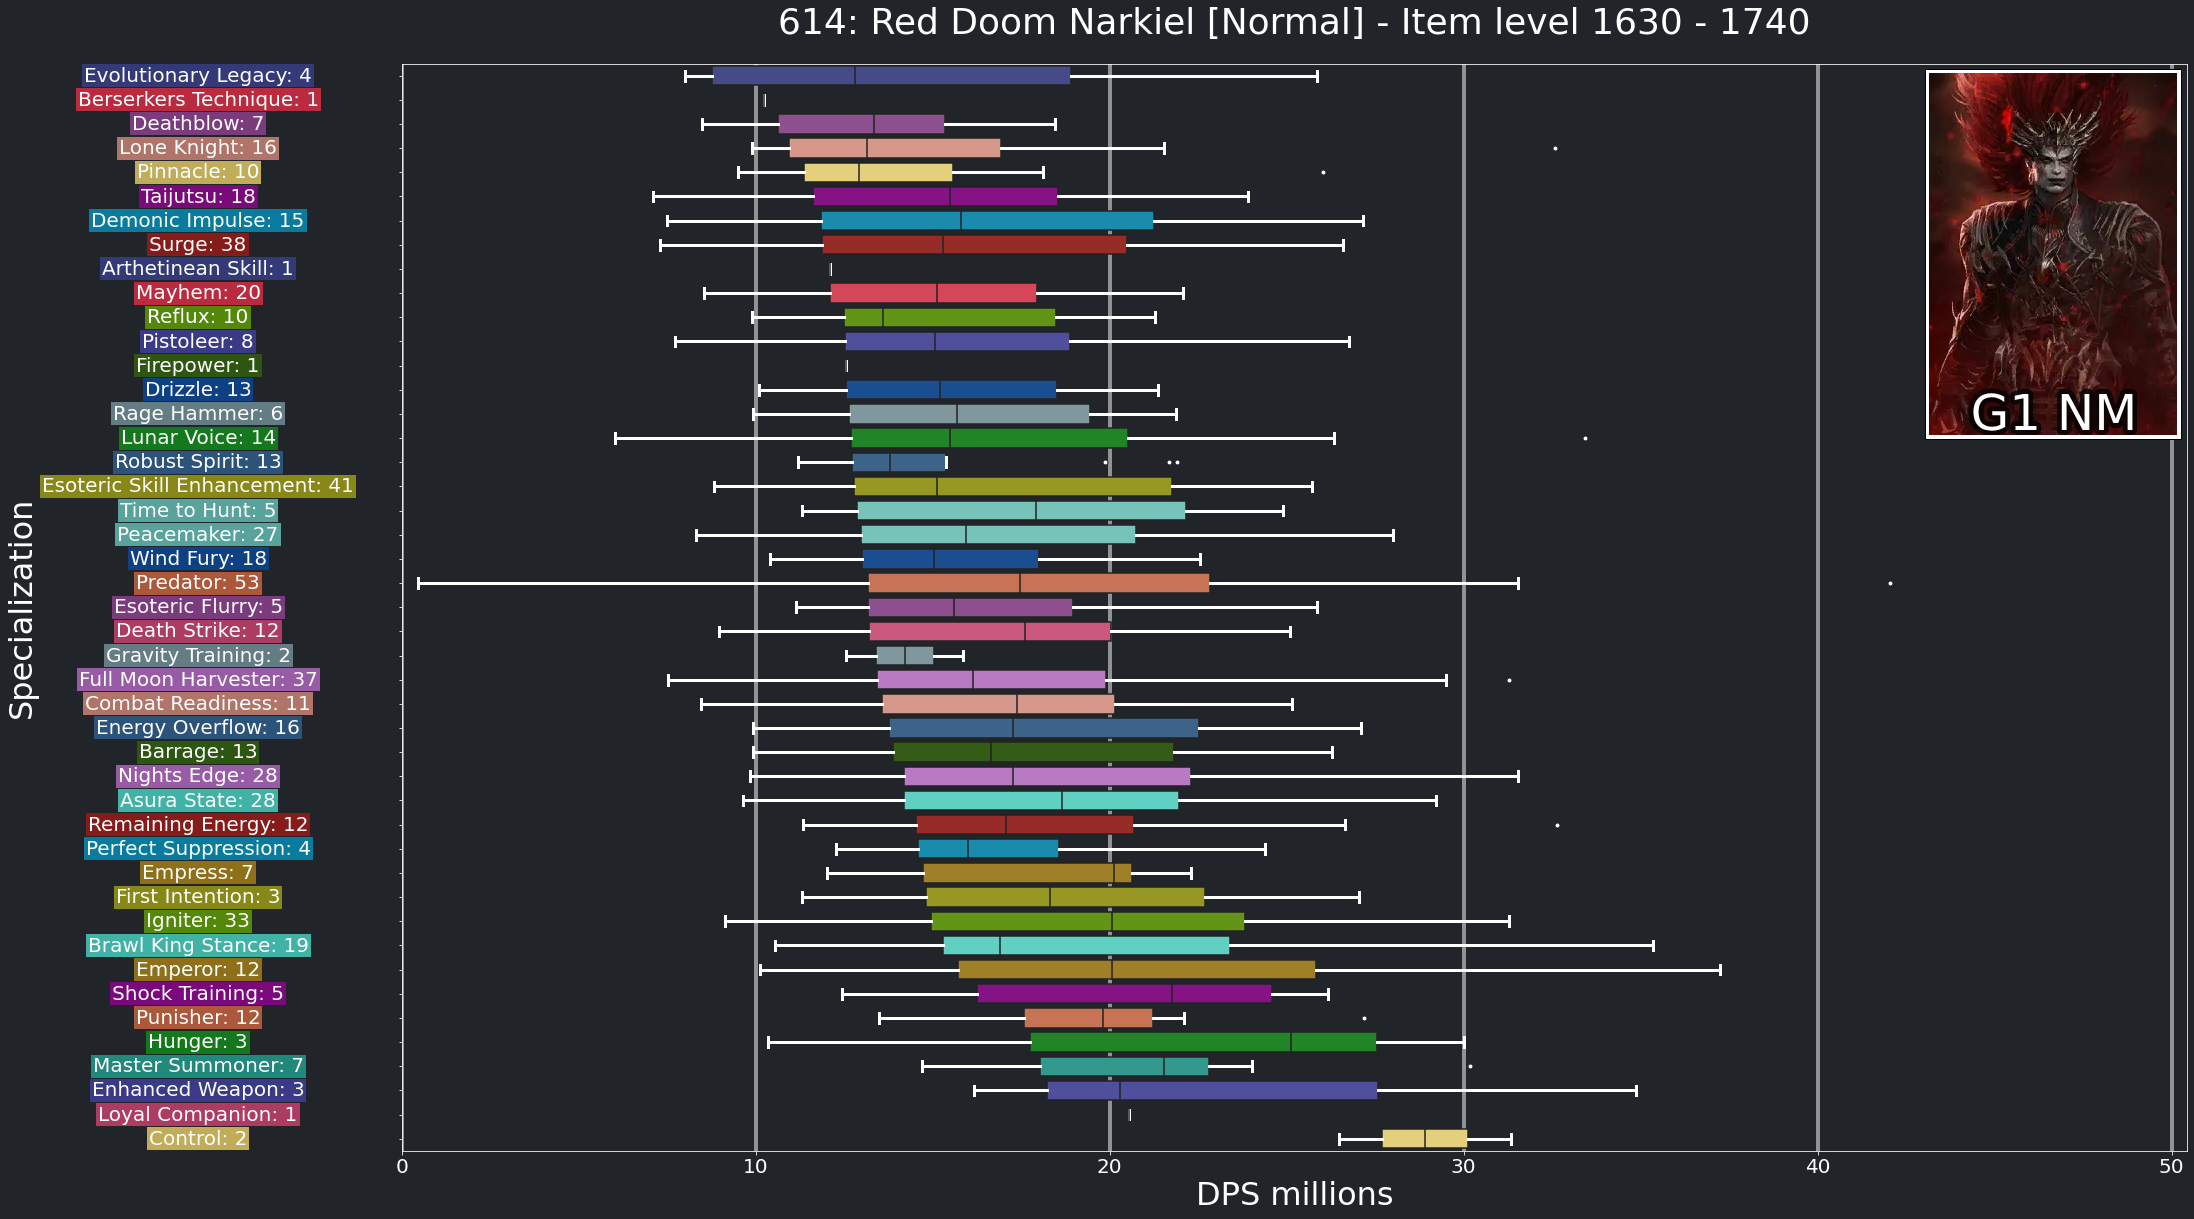 614: Red Doom Narkiel [Normal] - Item level 1630 - 1740
Evolutionary Legacy: 4
Berserkers Technique: 1
Deathblow: 7
Lone Knight: 16
Pinnacle: 10
Taijutsu: 18
Demonic Impulse: 15
Surge: 38
Arthetinean Skill: 1
Mayhem: 20
Reflux: 10
Pistoleer: 8
Firepower: 1
Drizzle: 13
Rage Hammer: 6
Lunar Voice: 14
Robust Spirit: 13
Esoteric Skill Enhancement: 41
Time to Hunt: 5
Peacemaker: 27
Wind Fury: 18
Predator: 53
Esoteric Flurry: 5
Death Strike: 12
Gravity Training: 2
Full Moon Harvester: 37
Combat Readiness: 11
Energy Overflow: 16
Barrage: 13
Nights Edge: 28
Asura State: 28
Remaining Energy: 12
Perfect Suppression: 4
Empress: 7
First Intention: 3
Igniter: 33
Brawl King Stance: 19
Emperor: 12
Shock Training: 5
Punisher: 12
Hunger: 3
Master Summoner: 7
Enhanced Weapon: 3
Loyal Companion: 1
Control: 2
Specialization
G1 NM
0 10 20 30 40 50
DPS millions